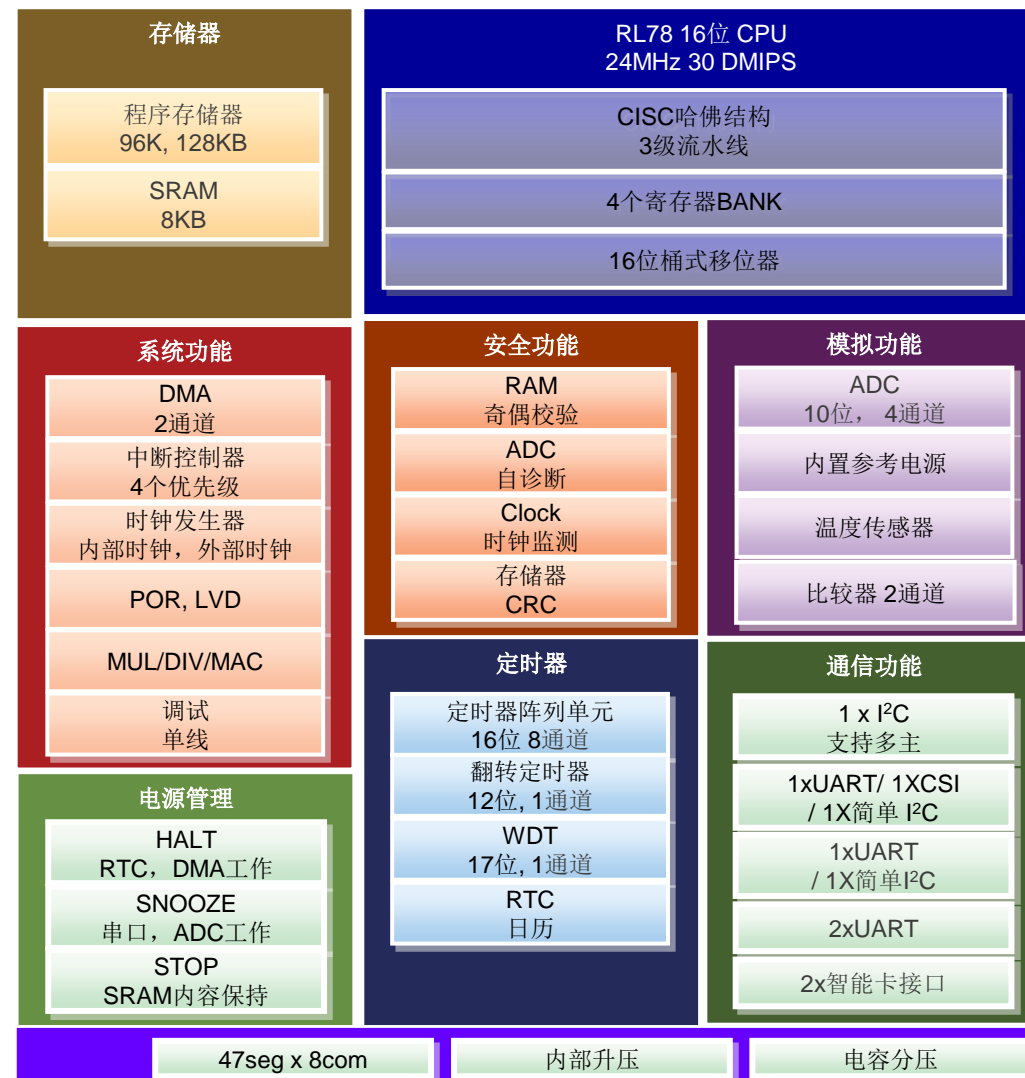 存储器
程序存储器
96K, 128KB
SRAM
8KB
RL78 16位 CPU
24MHz 30 DMIPS
CISC哈佛结构
3级流水线
4个寄存器BANK
16位桶式移位器
系统功能
DMA
2通道
中断控制器
4个优先级
时钟发生器
内部时钟，外部时钟
POR, LVD
MUL/DIV/MAC
调试
单线
安全功能
RAM
奇偶校验
ADC
自诊断
Clock
时钟监测
存储器
CRC
模拟功能
ADC
10位， 4通道
内置参考电源
温度传感器
比较器 2通道
电源管理
HALT
RTC，DMA工作
SNOOZE
串口，ADC工作
STOP
SRAM内容保持
定时器
定时器阵列单元
16位 8通道
翻转定时器
12位, 1通道
WDT
17位, 1通道
RTC
日历
通信功能
1 x I²C
支持多主
1xUART/ 1XCSI
/ 1X简单 I²C
1xUART
/ 1X简单I²C
2xUART
2x智能卡接口
47seg x 8com
内部升压
电容分压